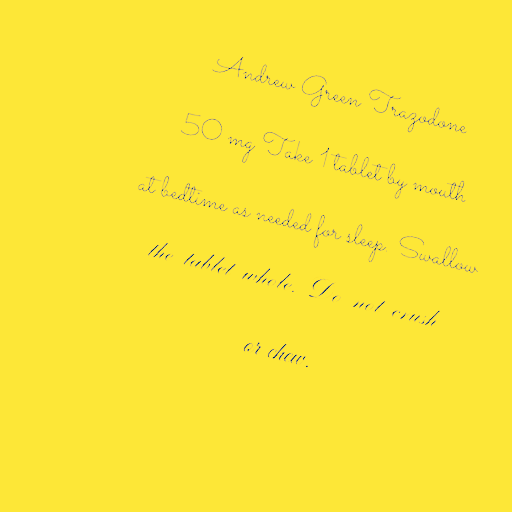 Andrew Green Trazodone
50 mg Take 1 tablet by mouth
at bedtime as needed for sleep. Swallow
the tablet whole. Do not crush
or chew.